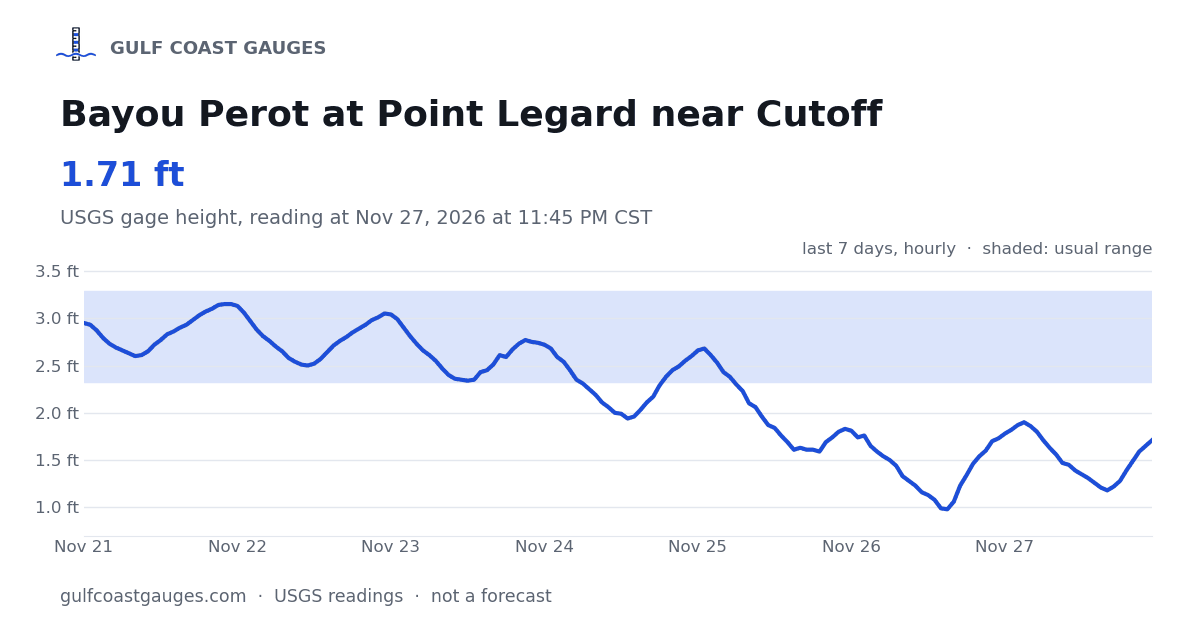 GULF COAST GAUGES
Bayou Perot at Point Legard near Cutoff
1.71 ft
USGS gage height, reading at Nov 27, 2026 at 11:45 PM CST
last 7 days, hourly · shaded: usual range
3.5 ft
3.0 ft
2.5 ft
2.0 ft
1.5 ft
1.0 ft
Nov 21 Nov 22 Nov 23 Nov 24 Nov 25 Nov 26 Nov 27
gulfcoastgauges.com · USGS readings · not a forecast